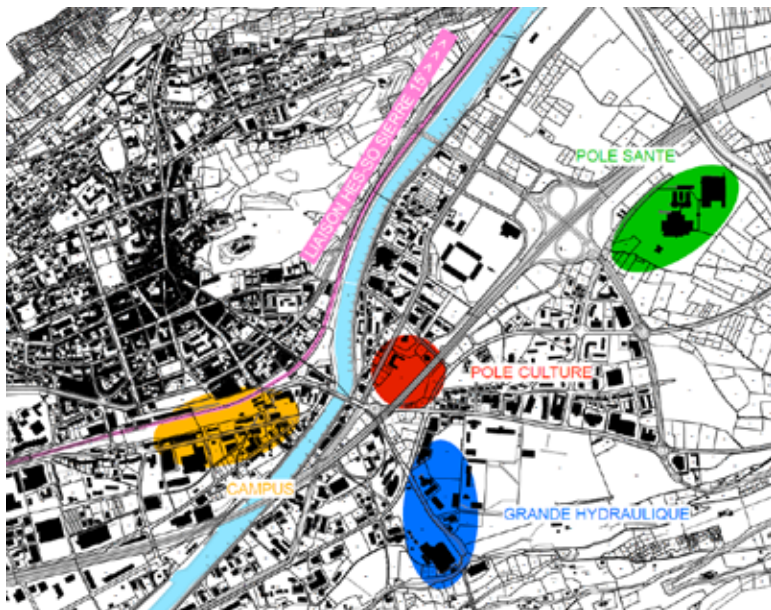 LIAISON HES-SO SIERRE 15' > > >
POLE SANTE
POLE CULTURE
CAMPUS
GRANDE HYDRAULIQUE